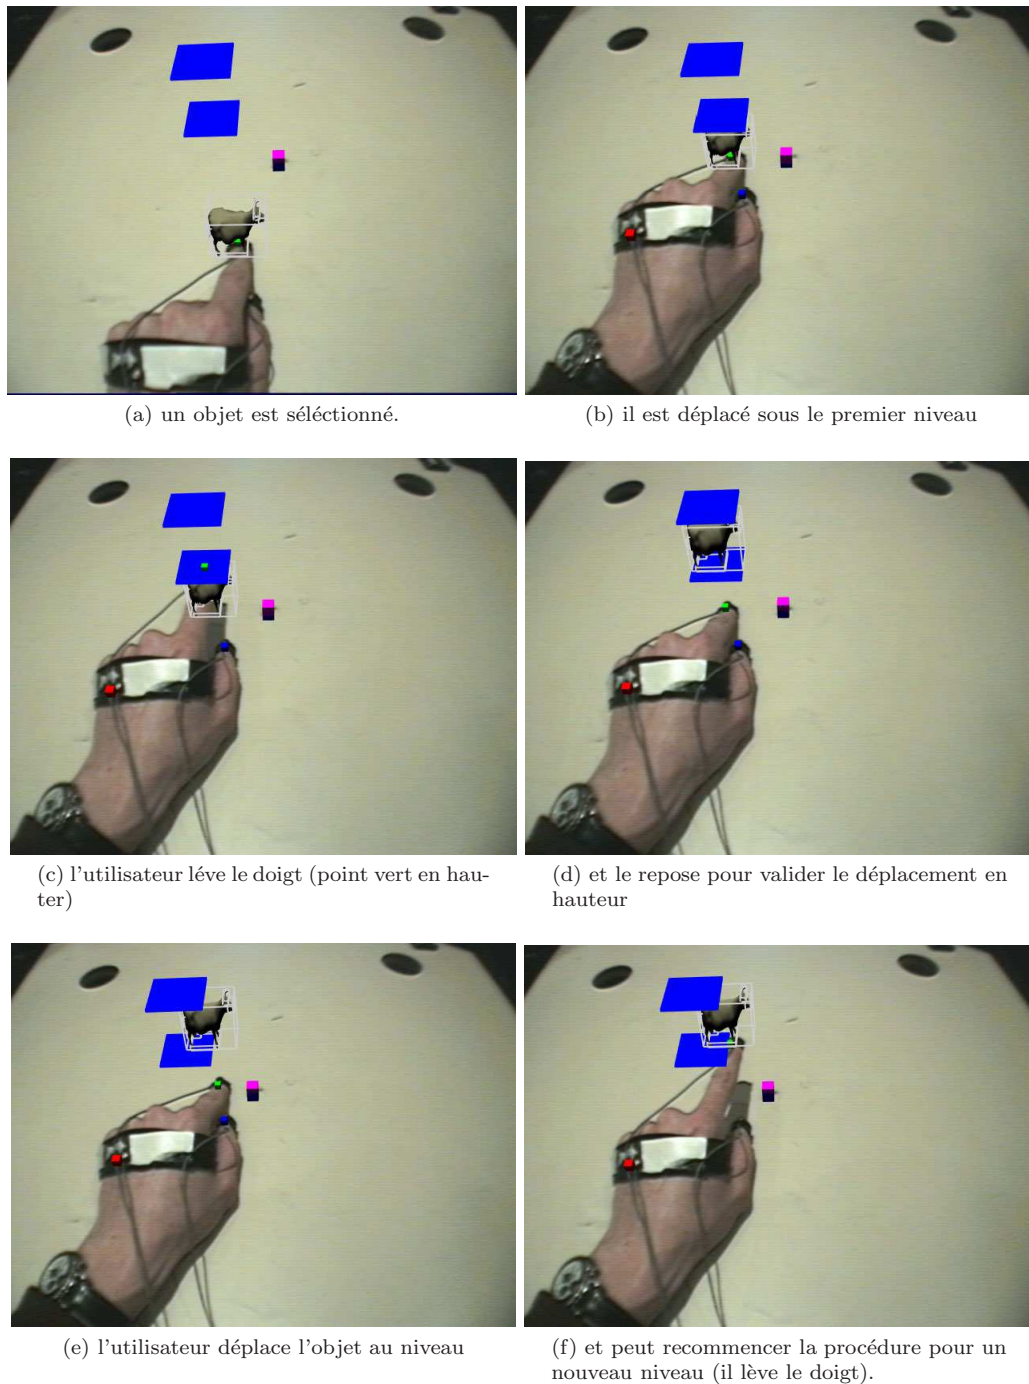 (a) un objet est séléctionné.
(b) il est déplacé sous le premier niveau
(c) l'utilisateur léve le doigt (point vert en hau-
ter)
(d) et le repose pour valider le déplacement en
hauteur
(e) l'utilisateur déplace l'objet au niveau
(f) et peut recommencer la procédure pour un
nouveau niveau (il lève le doigt).